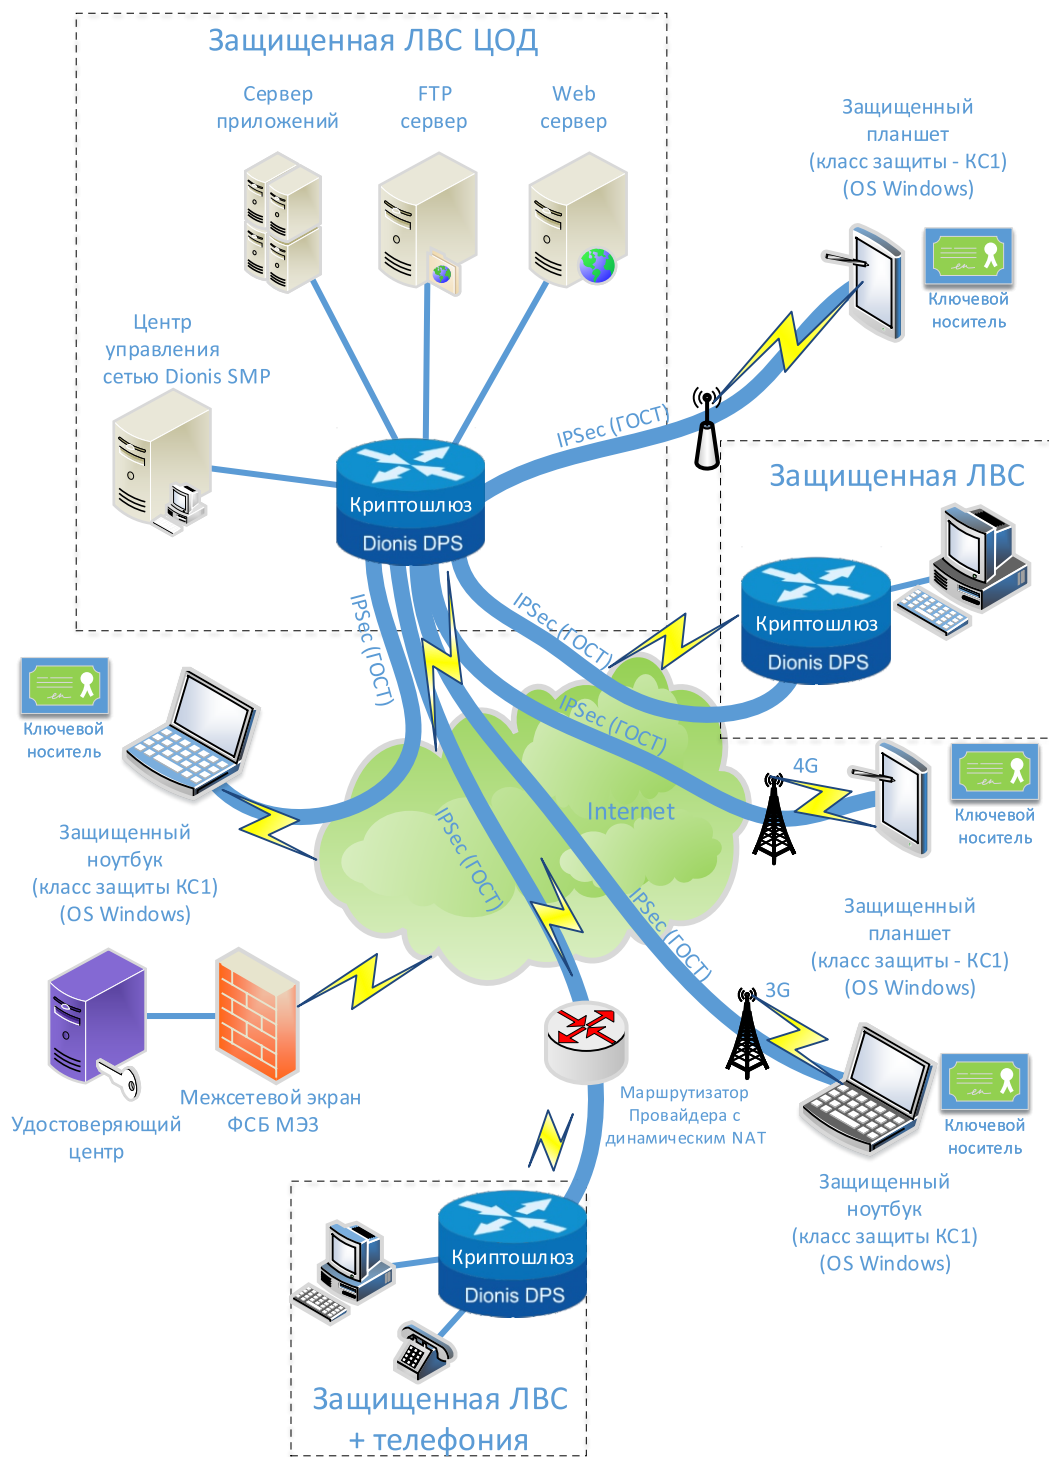 Защищенная ЛВС ЦОД
Сервер
приложений
FTP
сервер
Web
сервер
Защищенный
планшет
(класс защиты - КС1)
(OS Windows)
Ключевой
носитель
Центр
управления
сетью Dionis SMP
IPSec (ГОСТ)
Криптошлюз
Dionis DPS
Защищенная ЛВС
Криптошлюз
Dionis DPS
IPSec (ГОСТ)
IPSec (ГОСТ)
IPSec (ГОСТ)
Ключевой
носитель
Защищенный
ноутбук
(класс защиты КС1)
(OS Windows)
Internet
4G
Ключевой
носитель
IPSec (ГОСТ)
IPSec (ГОСТ)
Защищенный
планшет
(класс защиты - КС1)
(OS Windows)
3G
Удостоверяющий
центр
Межсетевой экран
ФСБ МЭ3
Маршрутизатор
Провайдера с
динамическим NAT
Ключевой
носитель
Защищенный
ноутбук
(класс защиты КС1)
(OS Windows)
Криптошлюз
Dionis DPS
Защищенная ЛВС
+ телефония